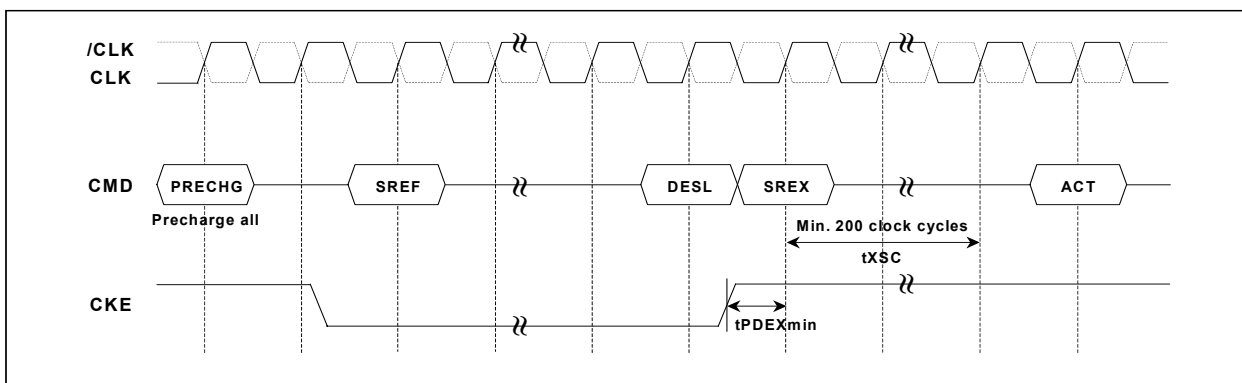 /CLK
CLK
CMD
PRECHG
SREF
DESL
SREX
ACT
Precharge all
Min. 200 clock cycles
tXSC
CKE
tPDEXmin